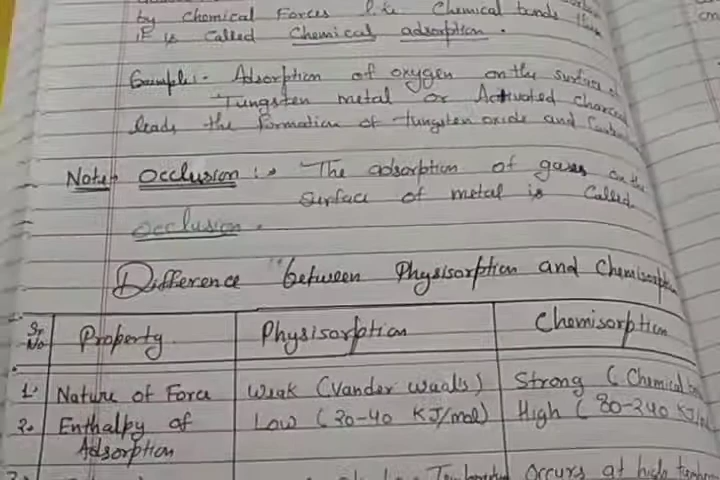 by chemical Forces like chemical bonds then
it is called chemical adsorption.
Example:- Adsorption of oxygen on the surface of
Tungsten metal or Activated charcoal
leads the formation of tungsten oxide and
Note:- Occlusion :- The adsorption of gases on the
surface of metal is called
occlusion.
Difference between Physisorption and Chemisorption
Sr No Property Physisorption Chemisorption
1. Nature of Force Weak (Vander waal's) Strong (Chemical
2. Enthalpy of Low (20-40 KJ/mol) High (80-240 KJ/
Adsorption
occurs at high